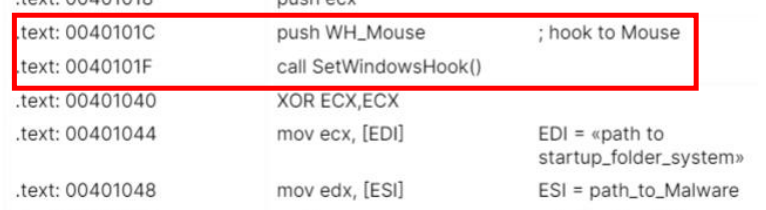 .text: 00401018 push ecx
.text: 0040101C push WH_Mouse ; hook to Mouse
.text: 0040101F call SetWindowsHook()
.text: 00401040 XOR ECX,ECX
.text: 00401044 mov ecx, [EDI] EDI = «path to
startup_folder_system»
.text: 00401048 mov edx, [ESI] ESI = path_to_Malware